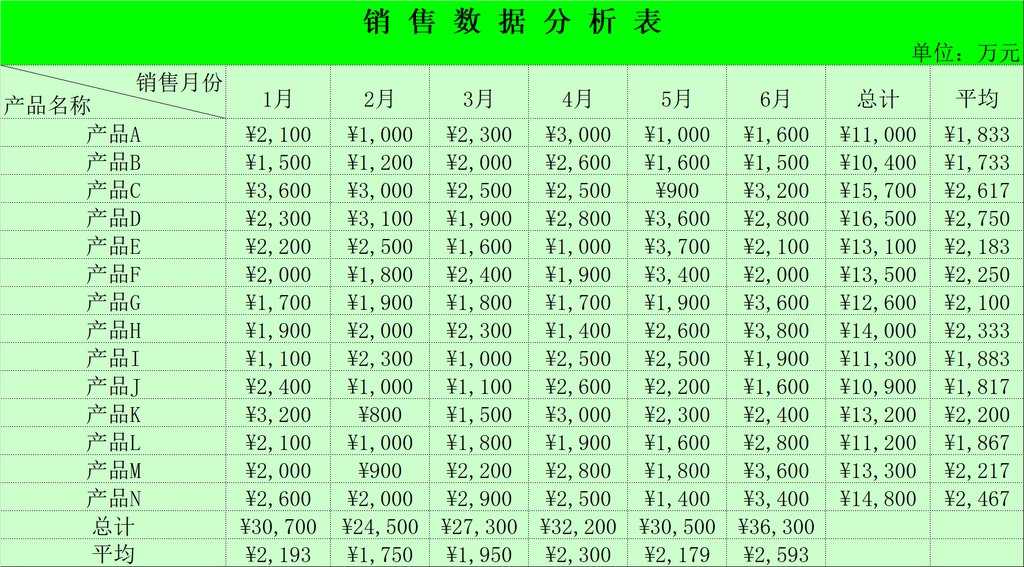 销 售 数 据 分 析 表
单位：万元
销售月份
产品名称 1月 2月 3月 4月 5月 6月 总计 平均
产品A ¥2,100 ¥1,000 ¥2,300 ¥3,000 ¥1,000 ¥1,600 ¥11,000 ¥1,833
产品B ¥1,500 ¥1,200 ¥2,000 ¥2,600 ¥1,600 ¥1,500 ¥10,400 ¥1,733
产品C ¥3,600 ¥3,000 ¥2,500 ¥2,500 ¥900 ¥3,200 ¥15,700 ¥2,617
产品D ¥2,300 ¥3,100 ¥1,900 ¥2,800 ¥3,600 ¥2,800 ¥16,500 ¥2,750
产品E ¥2,200 ¥2,500 ¥1,600 ¥1,000 ¥3,700 ¥2,100 ¥13,100 ¥2,183
产品F ¥2,000 ¥1,800 ¥2,400 ¥1,900 ¥3,400 ¥2,000 ¥13,500 ¥2,250
产品G ¥1,700 ¥1,900 ¥1,800 ¥1,700 ¥1,900 ¥3,600 ¥12,600 ¥2,100
产品H ¥1,900 ¥2,000 ¥2,300 ¥1,400 ¥2,600 ¥3,800 ¥14,000 ¥2,333
产品I ¥1,100 ¥2,300 ¥1,000 ¥2,500 ¥2,500 ¥1,900 ¥11,300 ¥1,883
产品J ¥2,400 ¥1,000 ¥1,100 ¥2,600 ¥2,200 ¥1,600 ¥10,900 ¥1,817
产品K ¥3,200 ¥800 ¥1,500 ¥3,000 ¥2,300 ¥2,400 ¥13,200 ¥2,200
产品L ¥2,100 ¥1,000 ¥1,800 ¥1,900 ¥1,600 ¥2,800 ¥11,200 ¥1,867
产品M ¥2,000 ¥900 ¥2,200 ¥2,800 ¥1,800 ¥3,600 ¥13,300 ¥2,217
产品N ¥2,600 ¥2,000 ¥2,900 ¥2,500 ¥1,400 ¥3,400 ¥14,800 ¥2,467
总计 ¥30,700 ¥24,500 ¥27,300 ¥32,200 ¥30,500 ¥36,300
平均 ¥2,193 ¥1,750 ¥1,950 ¥2,300 ¥2,179 ¥2,593